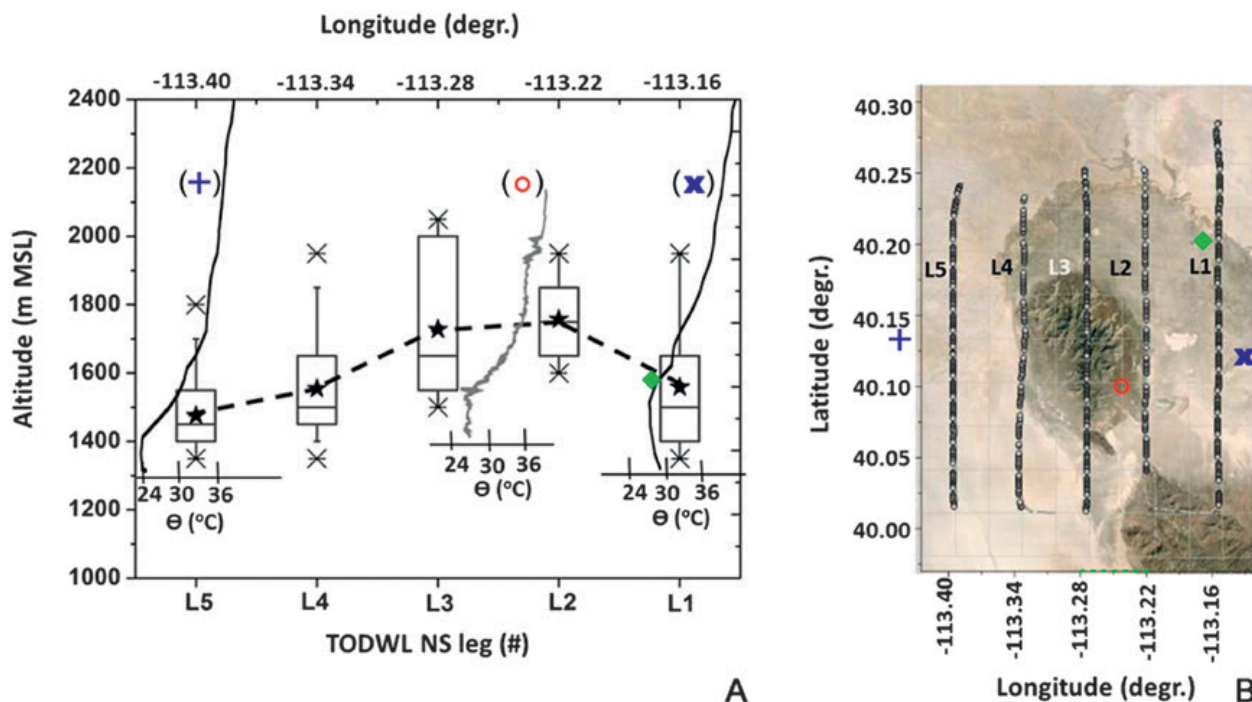 Longitude (degr.)
-113.40 -113.34 -113.28 -113.22 -113.16
Altitude (m MSL)
2400
2200
2000
1800
1600
1400
1200
1000
(+) (o) (x)
24 30 36
Θ (°C)
24 30 36
Θ (°C)
24 30 36
Θ (°C)
L5 L4 L3 L2 L1
TODWL NS leg (#)
A
Latitude (degr.)
40.30
40.25
40.20
40.15
40.10
40.05
40.00
L5 L4 L3 L2 L1
-113.40 -113.34 -113.28 -113.22 -113.16
Longitude (degr.)
B